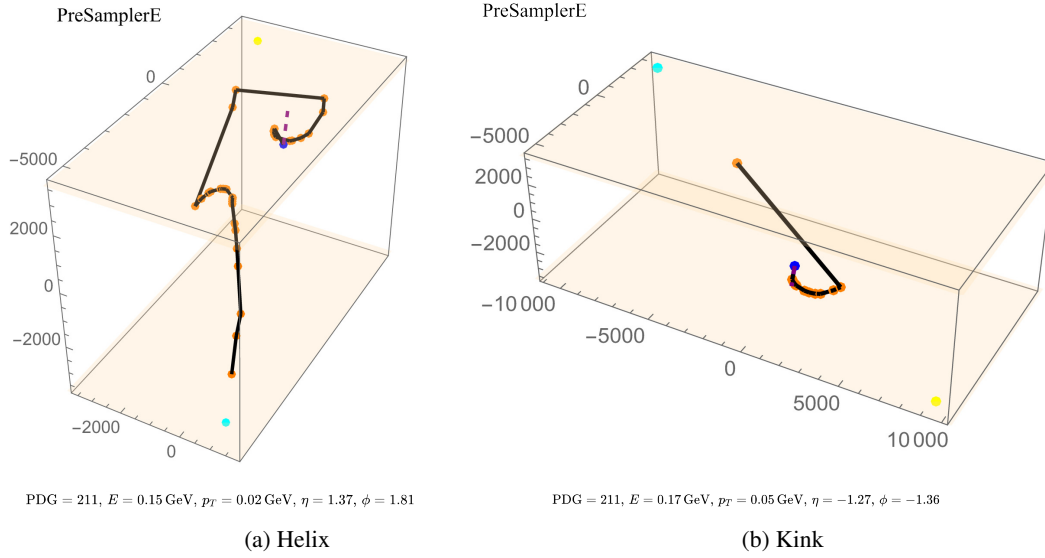 PreSamplerE
0
−5000
2000
0
−2000
−2000
0
PDG = 211, E = 0.15 GeV, pT = 0.02 GeV, η = 1.37, ϕ = 1.81
(a) Helix
PreSamplerE
0
−5000
2000
0
−2000
−10 000
−5000
0
5000
10 000
PDG = 211, E = 0.17 GeV, pT = 0.05 GeV, η = −1.27, ϕ = −1.36
(b) Kink